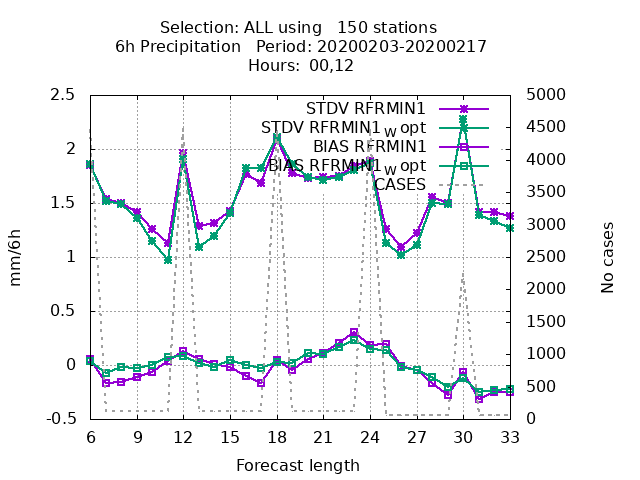 Selection: ALL using   150 stations
6h Precipitation   Period: 20200203-20200217
Hours: 00,12
STDV RFRMIN1
STDV RFRMIN1_w opt
BIAS RFRMIN1
BIAS RFRMIN1_w opt
CASES
2.5
2
1.5
1
0.5
0
-0.5
mm/6h
5000
4500
4000
3500
3000
2500
2000
1500
1000
500
0
No cases
6 9 12 15 18 21 24 27 30 33
Forecast length